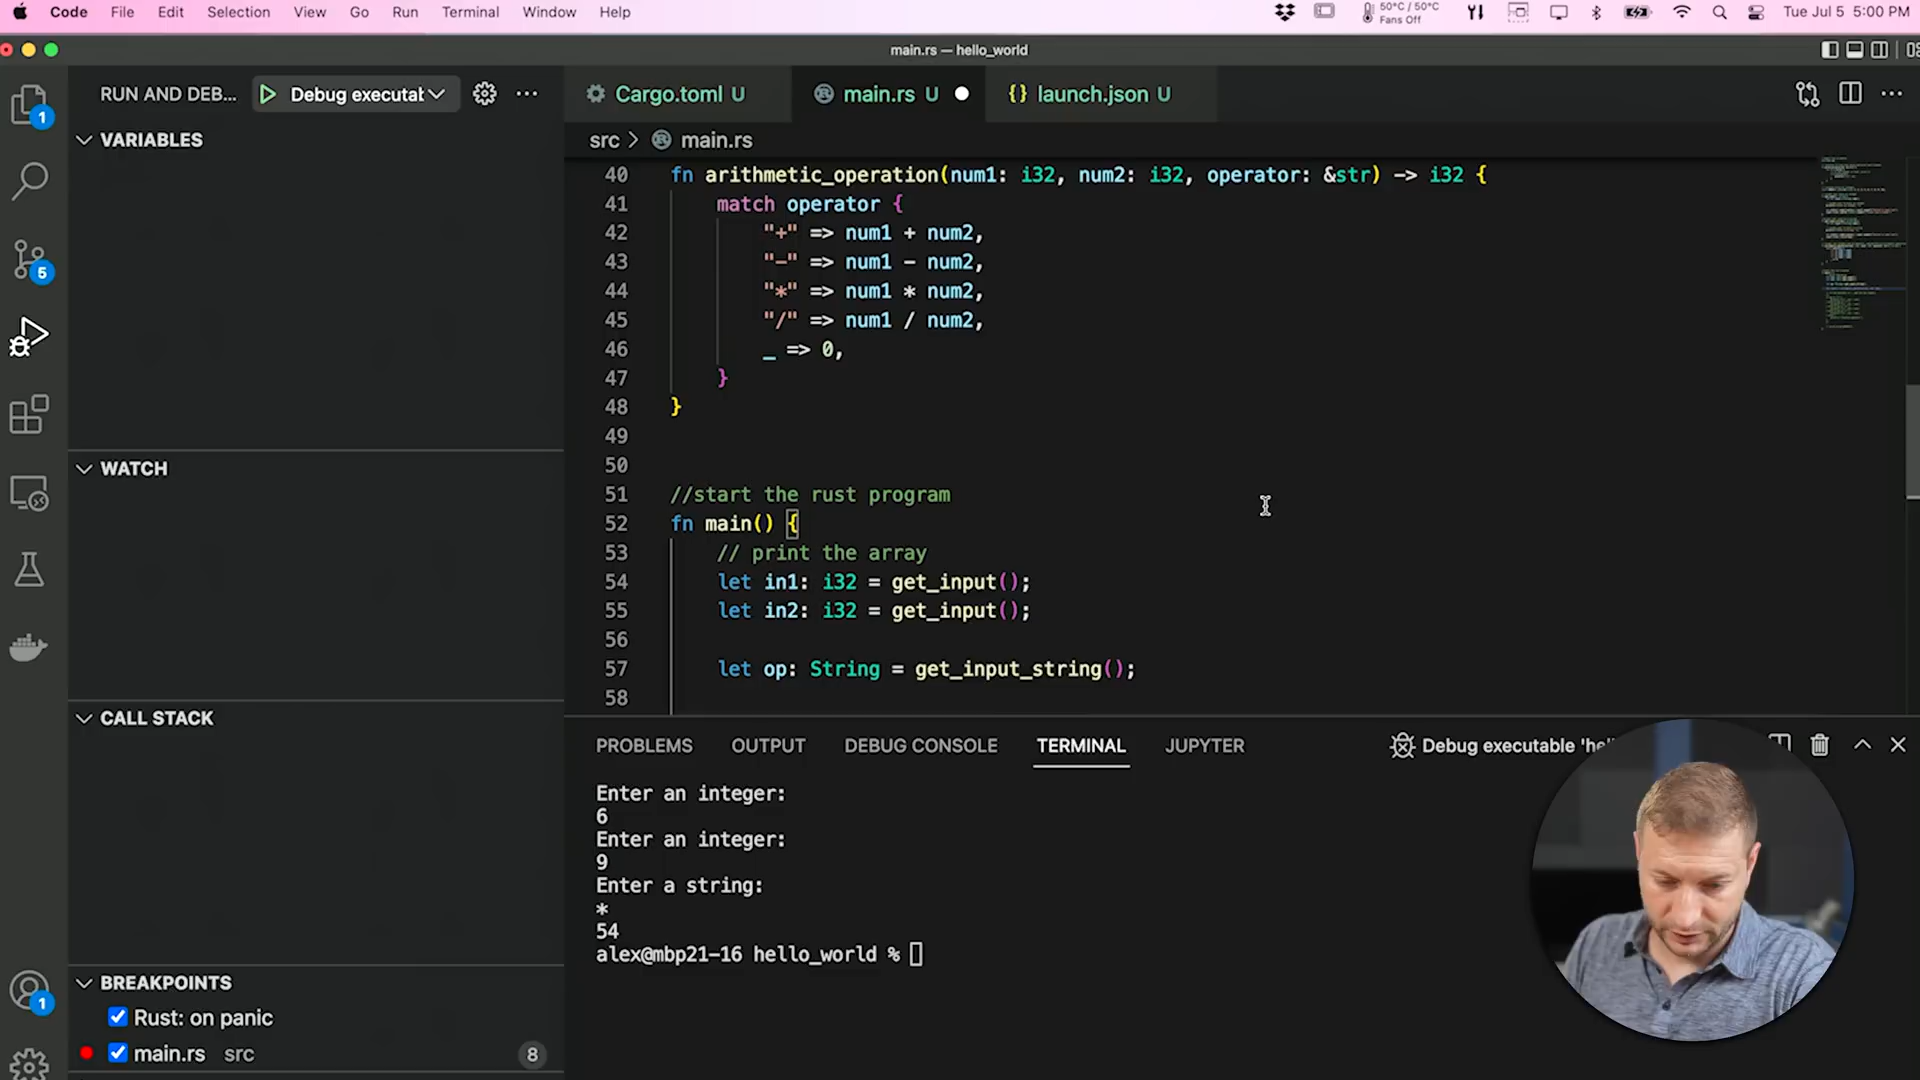 Code File Edit Selection View Go Run Terminal Window Help
50°C / 50°C
Fans Off
Tue Jul 5 5:00 PM
main.rs — hello_world
RUN AND DEB...
Debug executat
Cargo.toml U
main.rs U
{} launch.json U
1
VARIABLES
src > main.rs
40 fn arithmetic_operation(num1: i32, num2: i32, operator: &str) -> i32 {
41 match operator {
42 "+" => num1 + num2,
43 "-" => num1 - num2,
44 "*" => num1 * num2,
45 "/" => num1 / num2,
46 _ => 0,
47 }
48 }
49
50
51 //start the rust program
52 fn main() {
53 // print the array
54 let in1: i32 = get_input();
55 let in2: i32 = get_input();
56
57 let op: String = get_input_string();
58
5
WATCH
CALL STACK
PROBLEMS OUTPUT DEBUG CONSOLE TERMINAL JUPYTER
Debug executable 'hel
Enter an integer:
6
Enter an integer:
9
Enter a string:
*
54
alex@mbp21-16 hello_world %
BREAKPOINTS
1
Rust: on panic
main.rs src 8